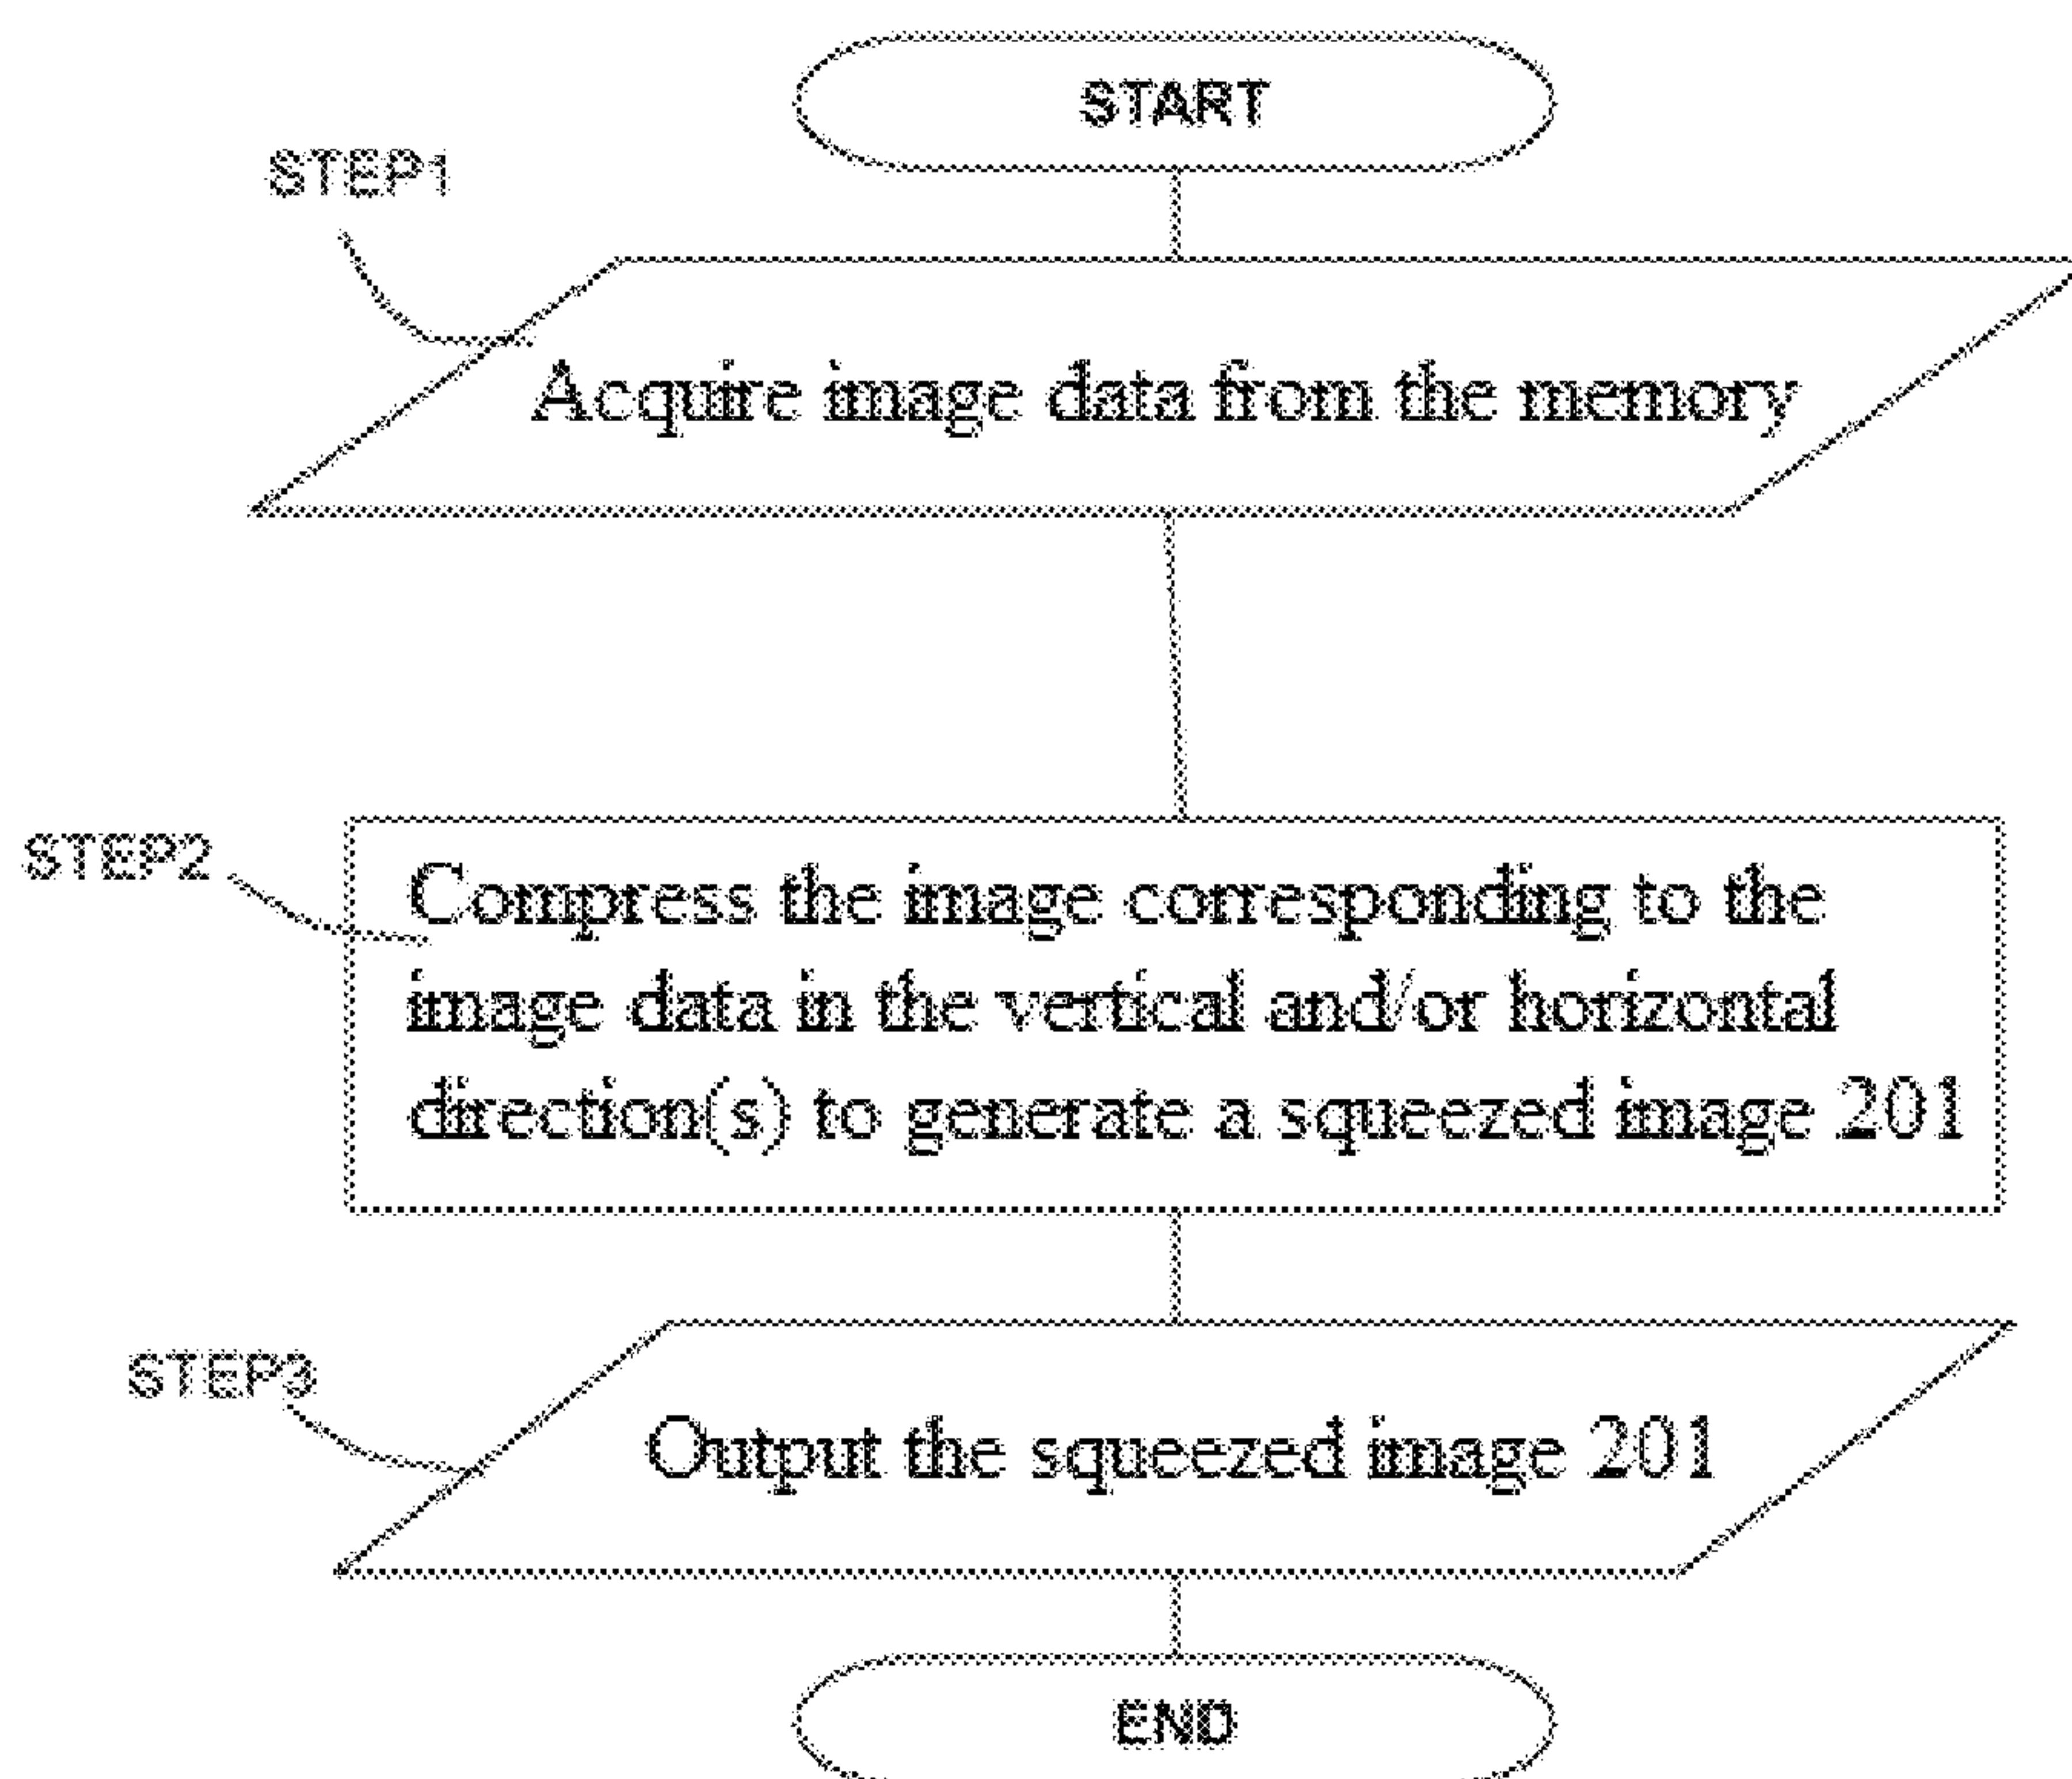 START
STEP1
Acquire image data from the memory
STEP2
Compress the image corresponding to the
image data in the vertical and/or horizontal
direction(s) to generate a squeezed image 201
STEP3
Output the squeezed image 201
END